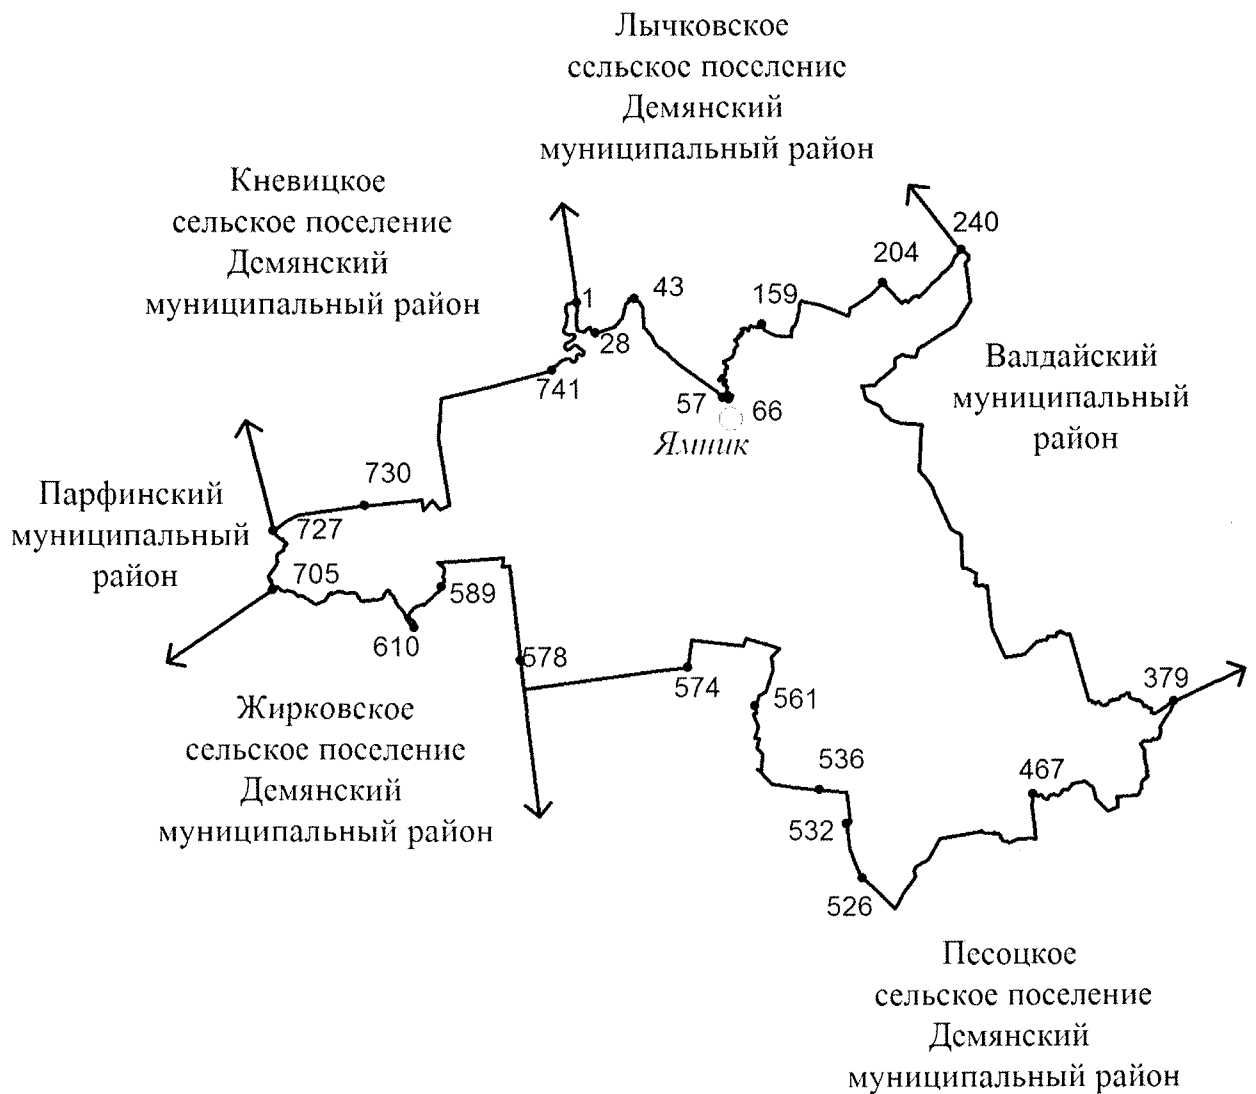 Лычковское
сельское поселение
Демянский
муниципальный район
Кневицкое
сельское поселение
Демянский
муниципальный район
240
204
1
43
159
28
741
57
66
Ямник
Валдайский
муниципальный
район
730
Парфинский
муниципальный
район
727
705
589
610
578
574
561
379
Жирковское
сельское поселение
Демянский
муниципальный район
536
467
532
526
Песоцкое
сельское поселение
Демянский
муниципальный район